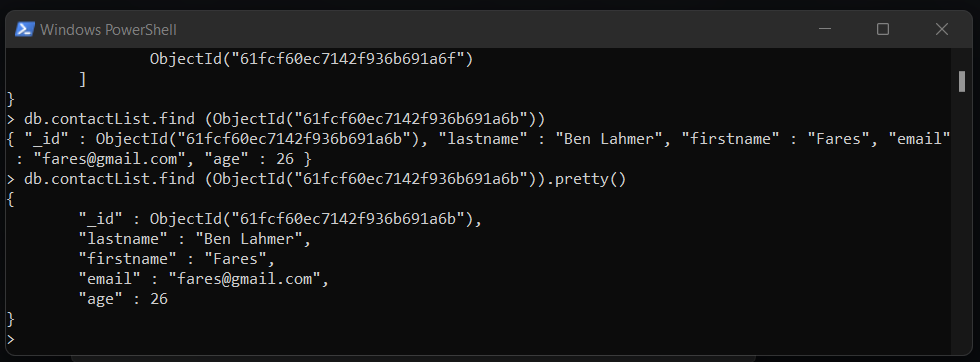 Windows PowerShell
ObjectId("61fcf60ec7142f936b691a6f")
]
}
> db.contactList.find (ObjectId("61fcf60ec7142f936b691a6b"))
{ "_id" : ObjectId("61fcf60ec7142f936b691a6b"), "lastname" : "Ben Lahmer", "firstname" : "Fares", "email"
: "fares@gmail.com", "age" : 26 }
> db.contactList.find (ObjectId("61fcf60ec7142f936b691a6b")).pretty()
{
"_id" : ObjectId("61fcf60ec7142f936b691a6b"),
"lastname" : "Ben Lahmer",
"firstname" : "Fares",
"email" : "fares@gmail.com",
"age" : 26
}
>